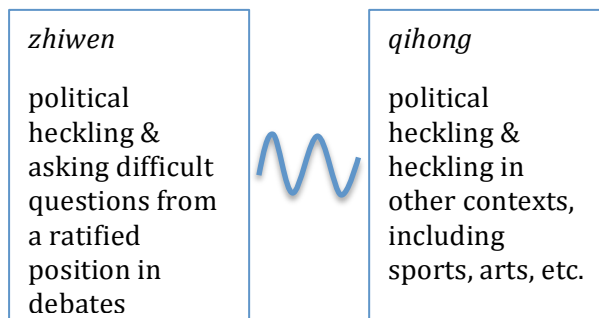 zhiwen
political
heckling &
asking difficult
questions from
a ratified
position in
debates
qihong
political
heckling &
heckling in
other contexts,
including
sports, arts, etc.